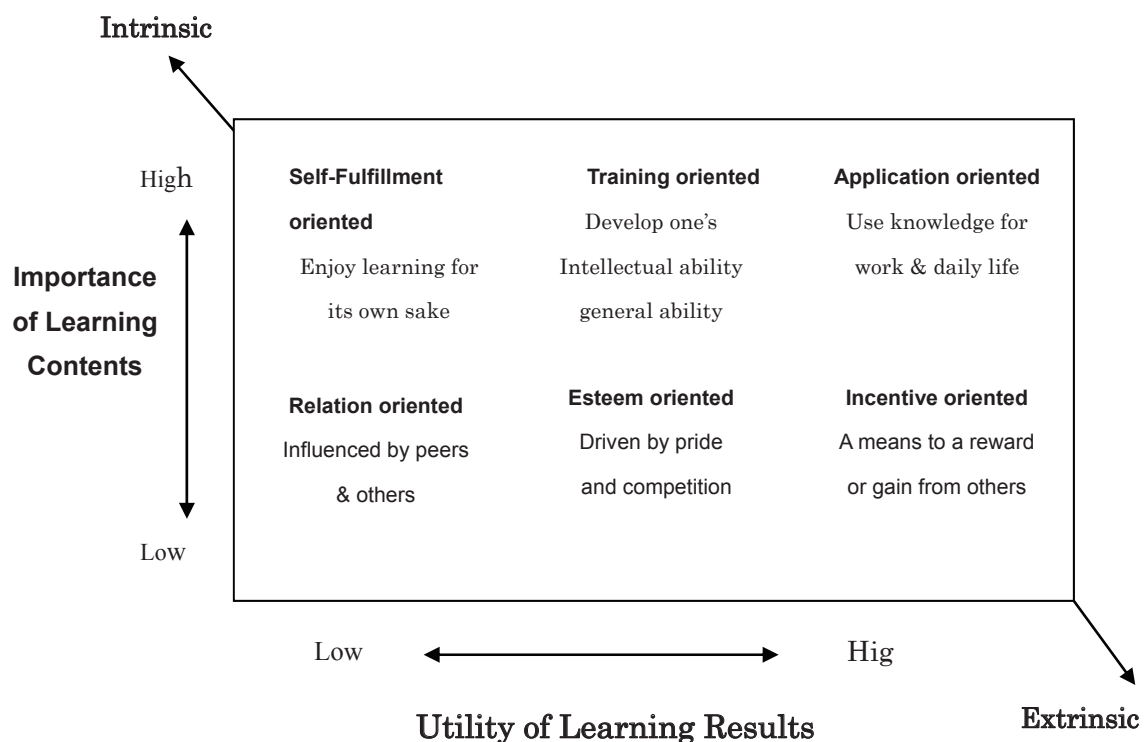 Intrinsic
High
Importance
of Learning
Contents
Low
Self-Fulfillment
oriented
Enjoy learning for
its own sake
Training oriented
Develop one's
Intellectual ability
general ability
Application oriented
Use knowledge for
work & daily life
Relation oriented
Influenced by peers
& others
Esteem oriented
Driven by pride
and competition
Incentive oriented
A means to a reward
or gain from others
Low
Hig
Utility of Learning Results
Extrinsic